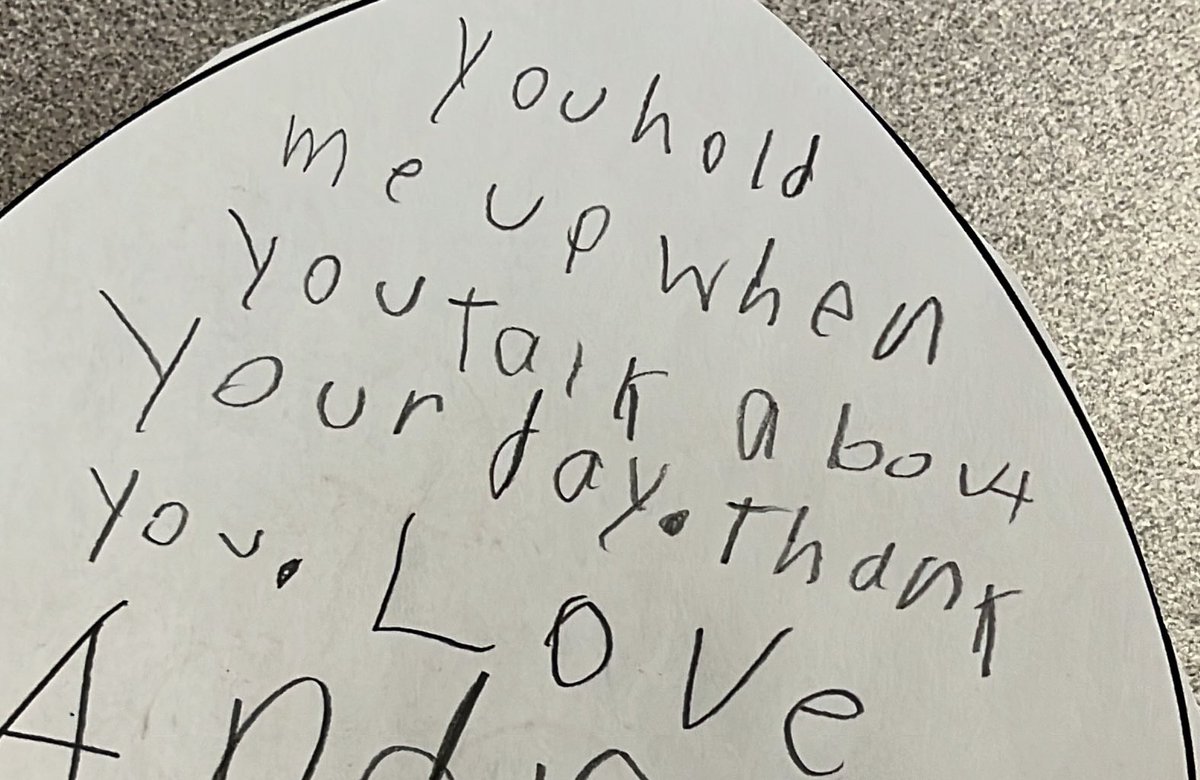 You hold
me up when
you talk about
Your day. Thank
you. Love